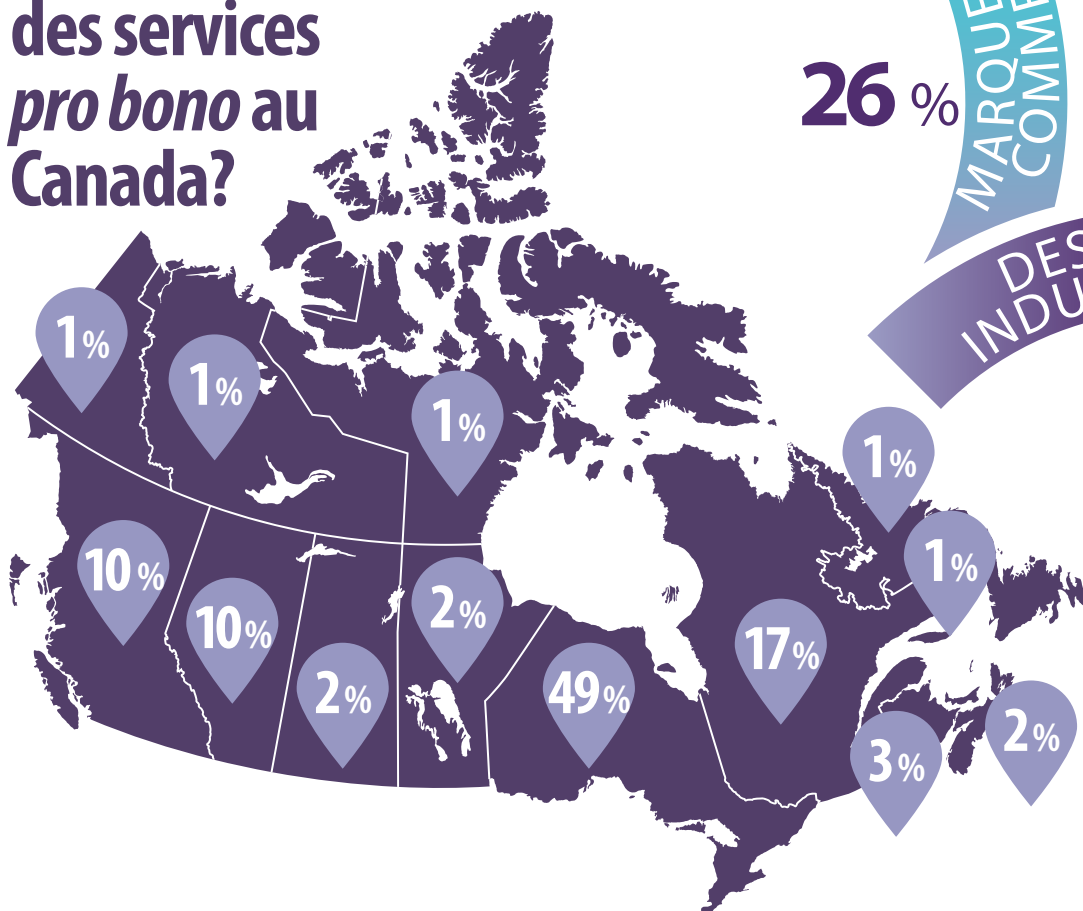 des services
pro bono au
Canada?
26 %
MARQUE
COMME
DES
INDU
1 %
1 %
1 %
1 %
1 %
10 %
10 %
2 %
2 %
49 %
17 %
3 %
2 %